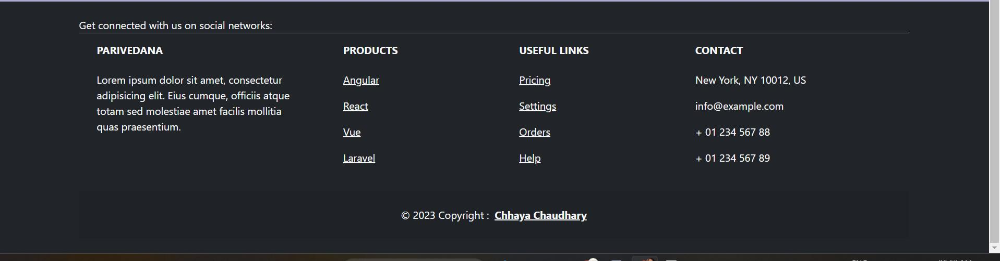 Get connected with us on social networks:
PARIVEDANA
Lorem ipsum dolor sit amet, consectetur
adipisicing elit. Eius cumque, officiis atque
totam sed molestiae amet facilis mollitia
quas praesentium.
PRODUCTS
Angular
React
Vue
Laravel
USEFUL LINKS
Pricing
Settings
Orders
Help
CONTACT
New York, NY 10012, US
info@example.com
+ 01 234 567 88
+ 01 234 567 89
© 2023 Copyright : Chhaya Chaudhary